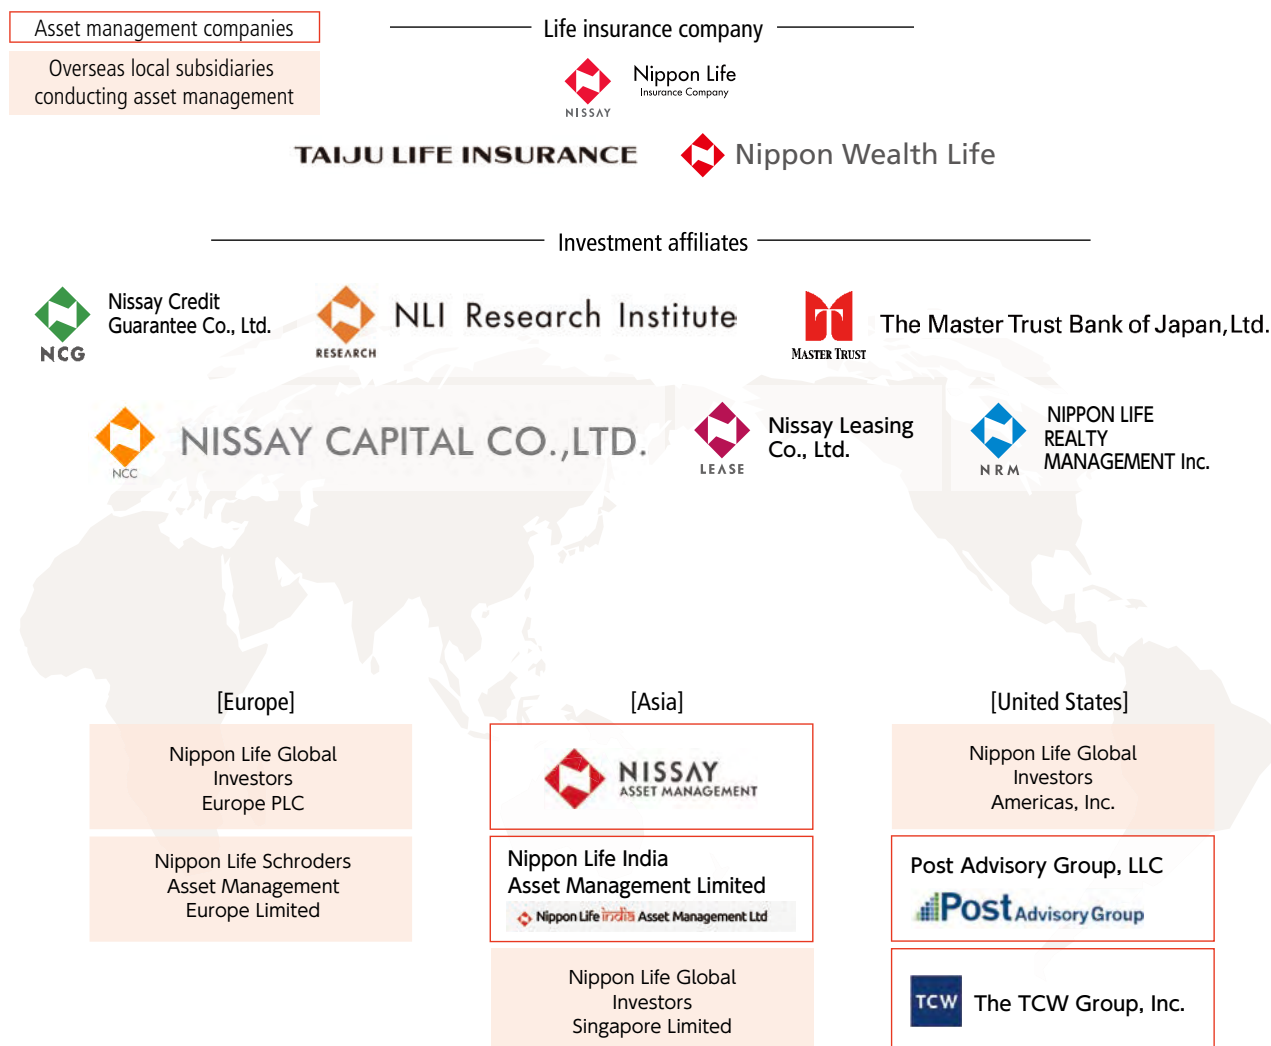 Asset management companies
Overseas local subsidiaries
conducting asset management
Life insurance company
NISSAY
Nippon Life
Insurance Company
TAIJU LIFE INSURANCE
Nippon Wealth Life
Investment affiliates
NCG
Nissay Credit
Guarantee Co., Ltd.
RESEARCH
NLI Research Institute
MASTER TRUST
The Master Trust Bank of Japan, Ltd.
NCC
NISSAY CAPITAL CO.,LTD.
LEASE
Nissay Leasing
Co., Ltd.
NRM
NIPPON LIFE
REALTY
MANAGEMENT Inc.
[Europe]
Nippon Life Global
Investors
Europe PLC
Nippon Life Schroders
Asset Management
Europe Limited
[Asia]
NISSAY
ASSET MANAGEMENT
Nippon Life India
Asset Management Limited
Nippon Life india Asset Management Ltd
Nippon Life Global
Investors
Singapore Limited
[United States]
Nippon Life Global
Investors
Americas, Inc.
Post Advisory Group, LLC
Post Advisory Group
TCW
The TCW Group, Inc.